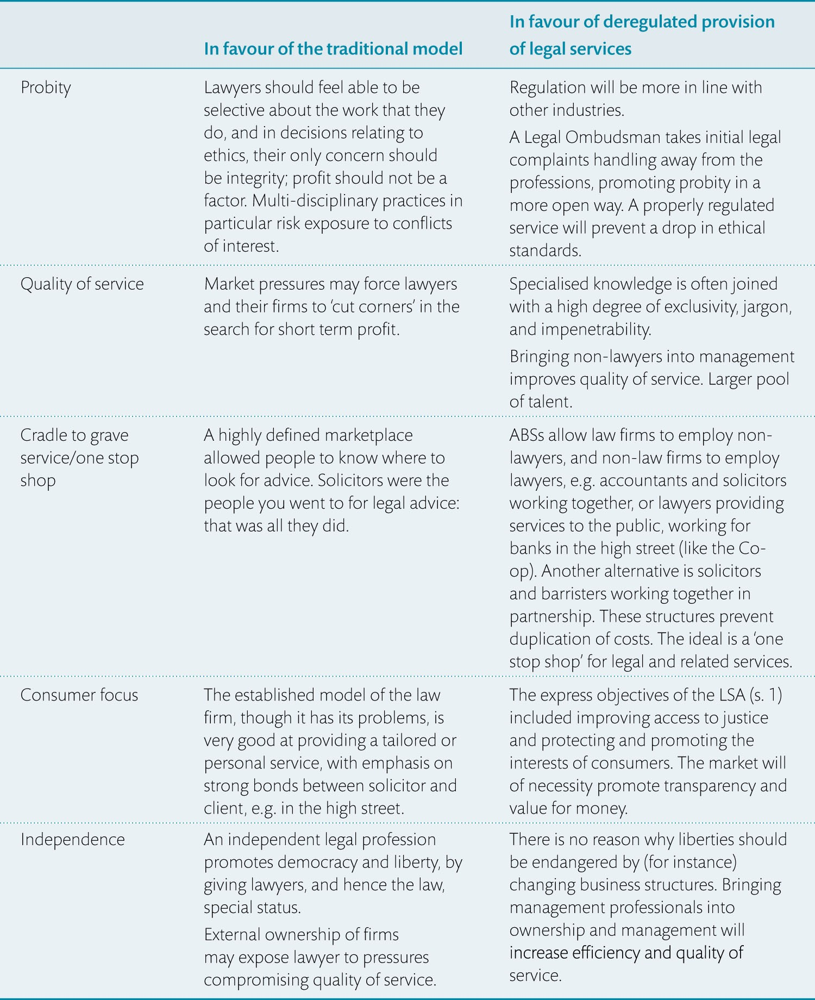 In favour of the traditional model
In favour of deregulated provision
of legal services
Probity
Lawyers should feel able to be
selective about the work that they
do, and in decisions relating to
ethics, their only concern should
be integrity; profit should not be a
factor. Multi-disciplinary practices in
particular risk exposure to conflicts
of interest.
Regulation will be more in line with
other industries.
A Legal Ombudsman takes initial legal
complaints handling away from the
professions, promoting probity in a
more open way. A properly regulated
service will prevent a drop in ethical
standards.
Quality of service
Market pressures may force lawyers
and their firms to ‘cut corners’ in the
search for short term profit.
Specialised knowledge is often joined
with a high degree of exclusivity, jargon,
and impenetrability.
Bringing non-lawyers into management
improves quality of service. Larger pool
of talent.
Cradle to grave
service/one stop
shop
A highly defined marketplace
allowed people to know where to
look for advice. Solicitors were the
people you went to for legal advice:
that was all they did.
ABSs allow law firms to employ non-
lawyers, and non-law firms to employ
lawyers, e.g. accountants and solicitors
working together, or lawyers providing
services to the public, working for
banks in the high street (like the Co-
op). Another alternative is solicitors
and barristers working together in
partnership. These structures prevent
duplication of costs. The ideal is a ‘one
stop shop’ for legal and related services.
Consumer focus
The established model of the law
firm, though it has its problems, is
very good at providing a tailored or
personal service, with emphasis on
strong bonds between solicitor and
client, e.g. in the high street.
The express objectives of the LSA (s. 1)
included improving access to justice
and protecting and promoting the
interests of consumers. The market will
of necessity promote transparency and
value for money.
Independence
An independent legal profession
promotes democracy and liberty, by
giving lawyers, and hence the law,
special status.
External ownership of firms
may expose lawyer to pressures
compromising quality of service.
There is no reason why liberties should
be endangered by (for instance)
changing business structures. Bringing
management professionals into
ownership and management will
increase efficiency and quality of
service.